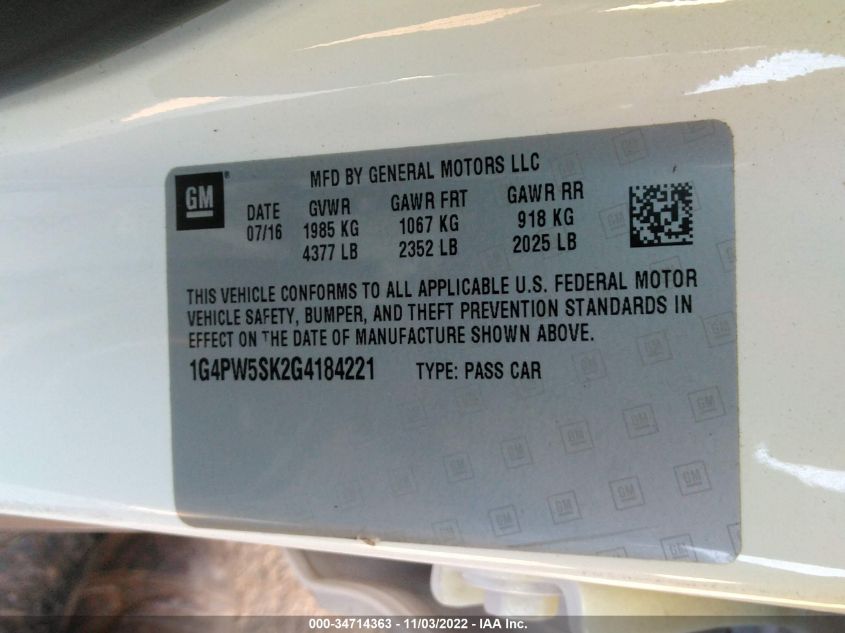 MFD BY GENERAL MOTORS LLC
GM®
DATE GVWR GAWR FRT GAWR RR
07/16 1985 KG 1067 KG 918 KG
4377 LB 2352 LB 2025 LB
THIS VEHICLE CONFORMS TO ALL APPLICABLE U.S. FEDERAL MOTOR
VEHICLE SAFETY, BUMPER, AND THEFT PREVENTION STANDARDS IN
EFFECT ON THE DATE OF MANUFACTURE SHOWN ABOVE.
1G4PW5SK2G4184221 TYPE: PASS CAR
000-34714363 - 11/03/2022 - IAA Inc.